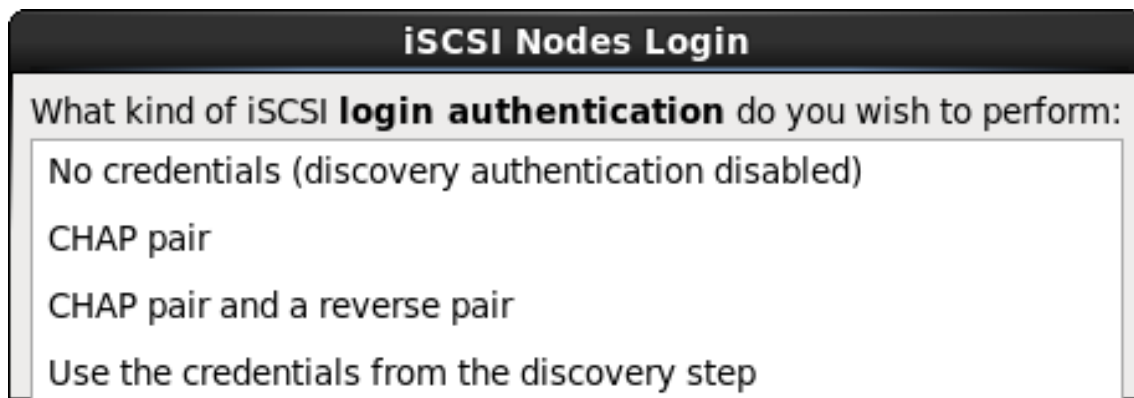 iSCSI Nodes Login
What kind of iSCSI login authentication do you wish to perform:
No credentials (discovery authentication disabled)
CHAP pair
CHAP pair and a reverse pair
Use the credentials from the discovery step